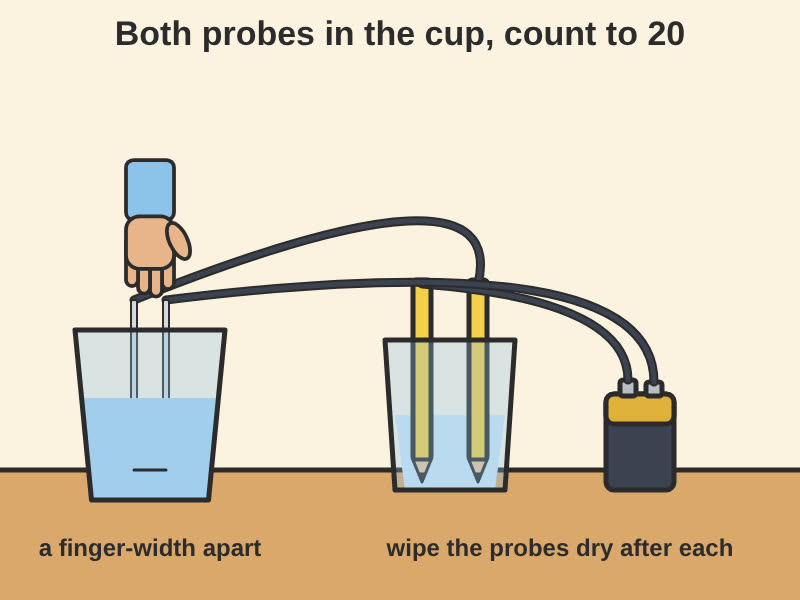 Both probes in the cup, count to 20
a finger-width apart
wipe the probes dry after each